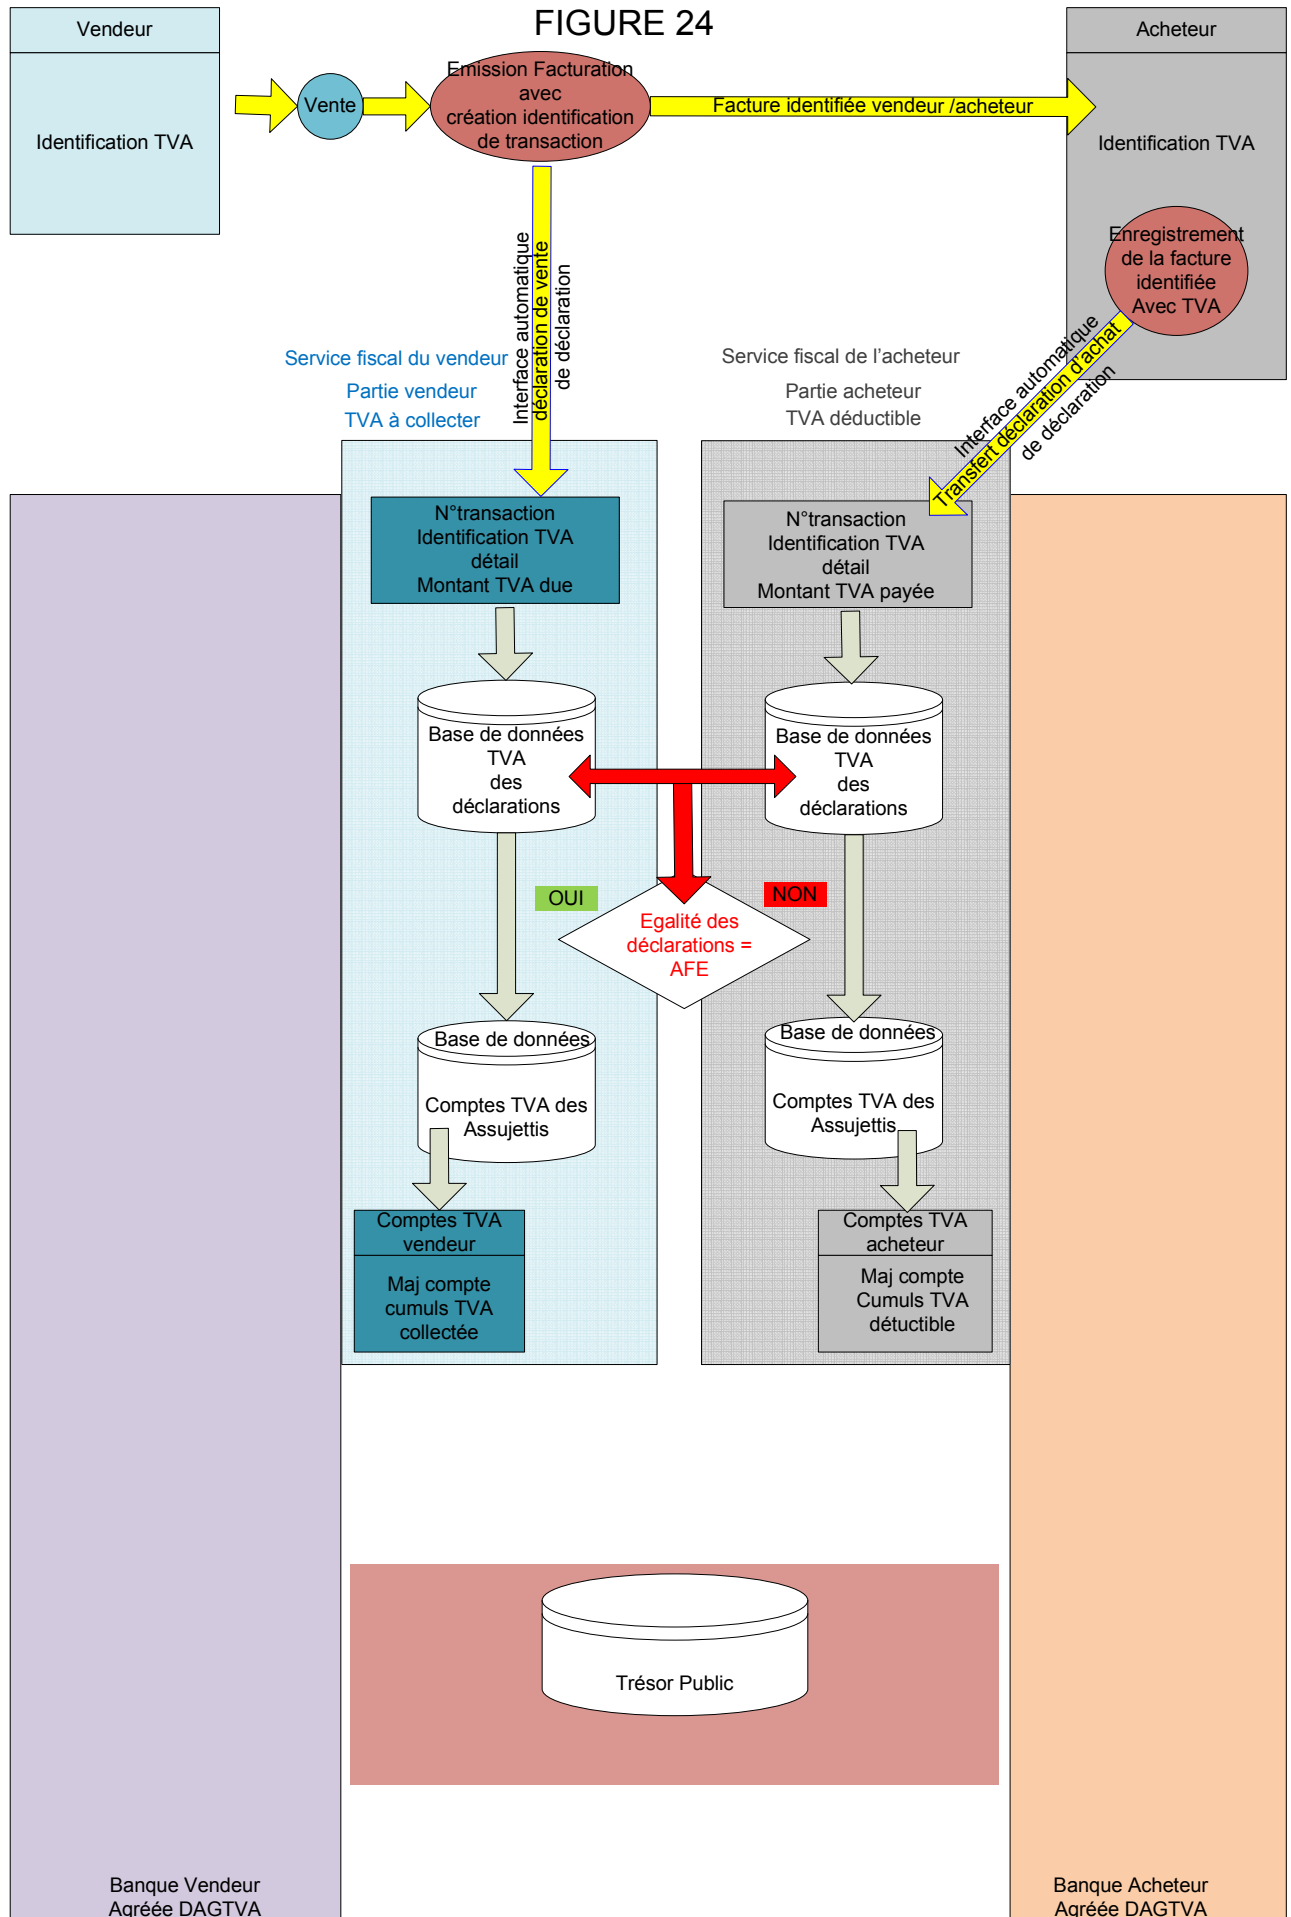 FIGURE 24
Vendeur
Identification TVA
Vente
Emission Facturation
avec
création identification
de transaction
Facture identifiée vendeur /acheteur
Acheteur
Identification TVA
Enregistrement
de la facture
identifiée
Avec TVA
Interface automatique
déclaration de vente
de déclaration
Interface automatique
Transfert déclaration d'achat
de déclaration
Service fiscal du vendeur
Partie vendeur
TVA à collecter
Service fiscal de l'acheteur
Partie acheteur
TVA déductible
N°transaction
Identification TVA
détail
Montant TVA due
N°transaction
Identification TVA
détail
Montant TVA payée
Base de données
TVA
des
déclarations
Base de données
TVA
des
déclarations
OUI
NON
Egalité des
déclarations =
AFE
Base de données
Comptes TVA des
Assujettis
Base de données
Comptes TVA des
Assujettis
Comptes TVA
vendeur
Maj compte
cumuls TVA
collectée
Comptes TVA
acheteur
Maj compte
Cumuls TVA
détuctible
Trésor Public
Banque Vendeur
Agréée DAGTVA
Banque Acheteur
Agréée DAGTVA